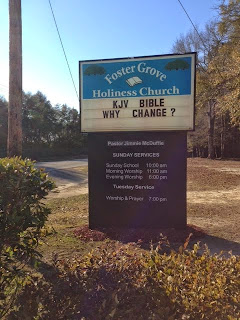 Foster Grove
Holiness Church
KJV BIBLE
WHY CHANGE ?
Pastor Jimmie McDuffie
SUNDAY SERVICES
Sunday School 10:00 Am
Morning Worship 11:00 am
Evening Worship 6:00 pm
Tuesday Service
Worship & Prayer 7:00 pm